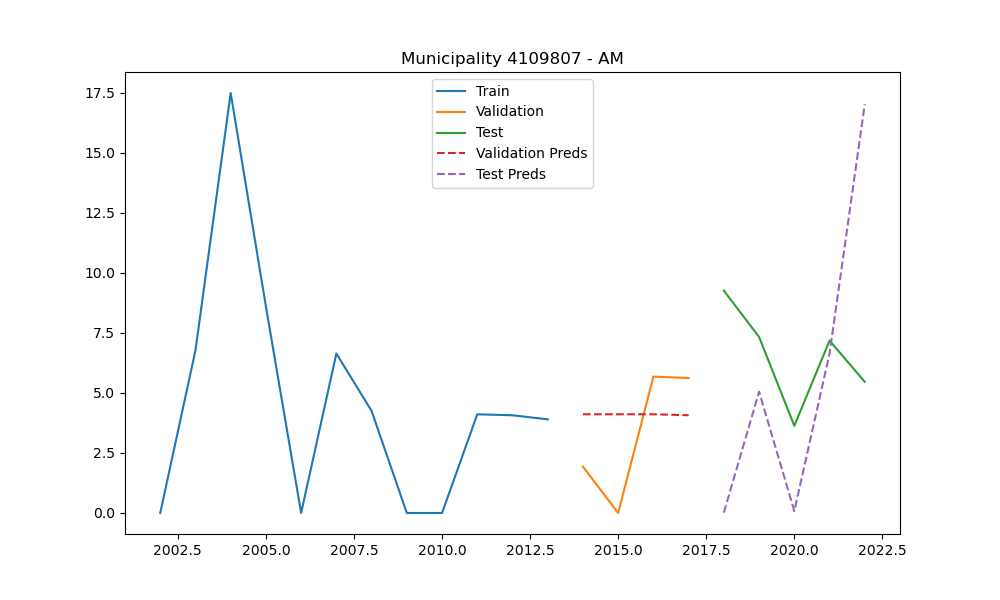 Municipality 4109807 - AM
Train
Validation
Test
Validation Preds
Test Preds
17.5
15.0
12.5
10.0
7.5
5.0
2.5
0.0
2002.5 2005.0 2007.5 2010.0 2012.5 2015.0 2017.5 2020.0 2022.5